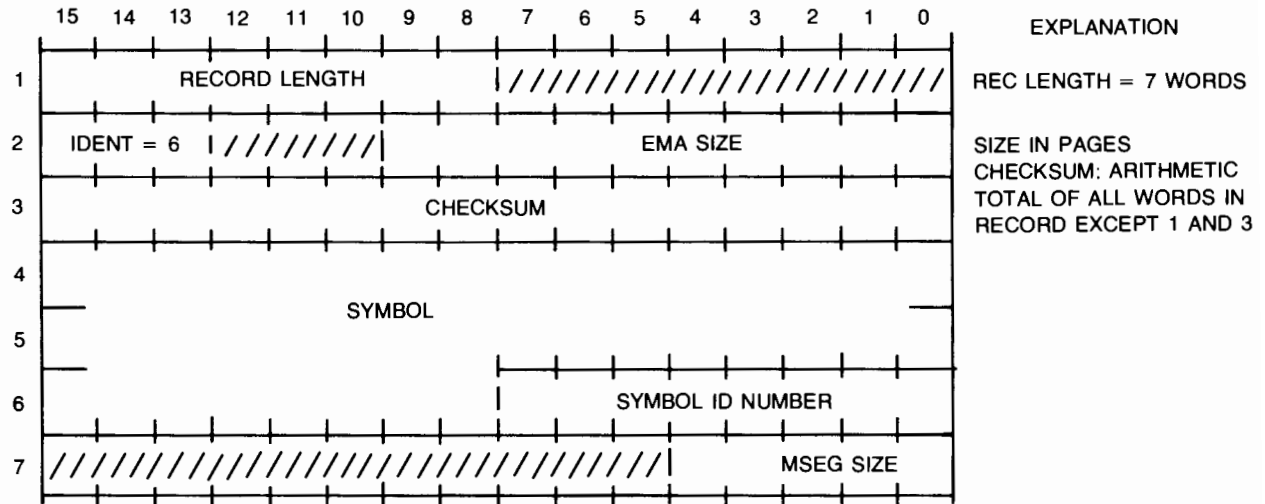 15 14 13 12 11 10 9 8 7 6 5 4 3 2 1 0
EXPLANATION
1 RECORD LENGTH REC LENGTH = 7 WORDS
2 IDENT = 6 EMA SIZE SIZE IN PAGES
CHECKSUM: ARITHMETIC
3 CHECKSUM TOTAL OF ALL WORDS IN
RECORD EXCEPT 1 AND 3
4
SYMBOL
5
6 SYMBOL ID NUMBER
7 MSEG SIZE